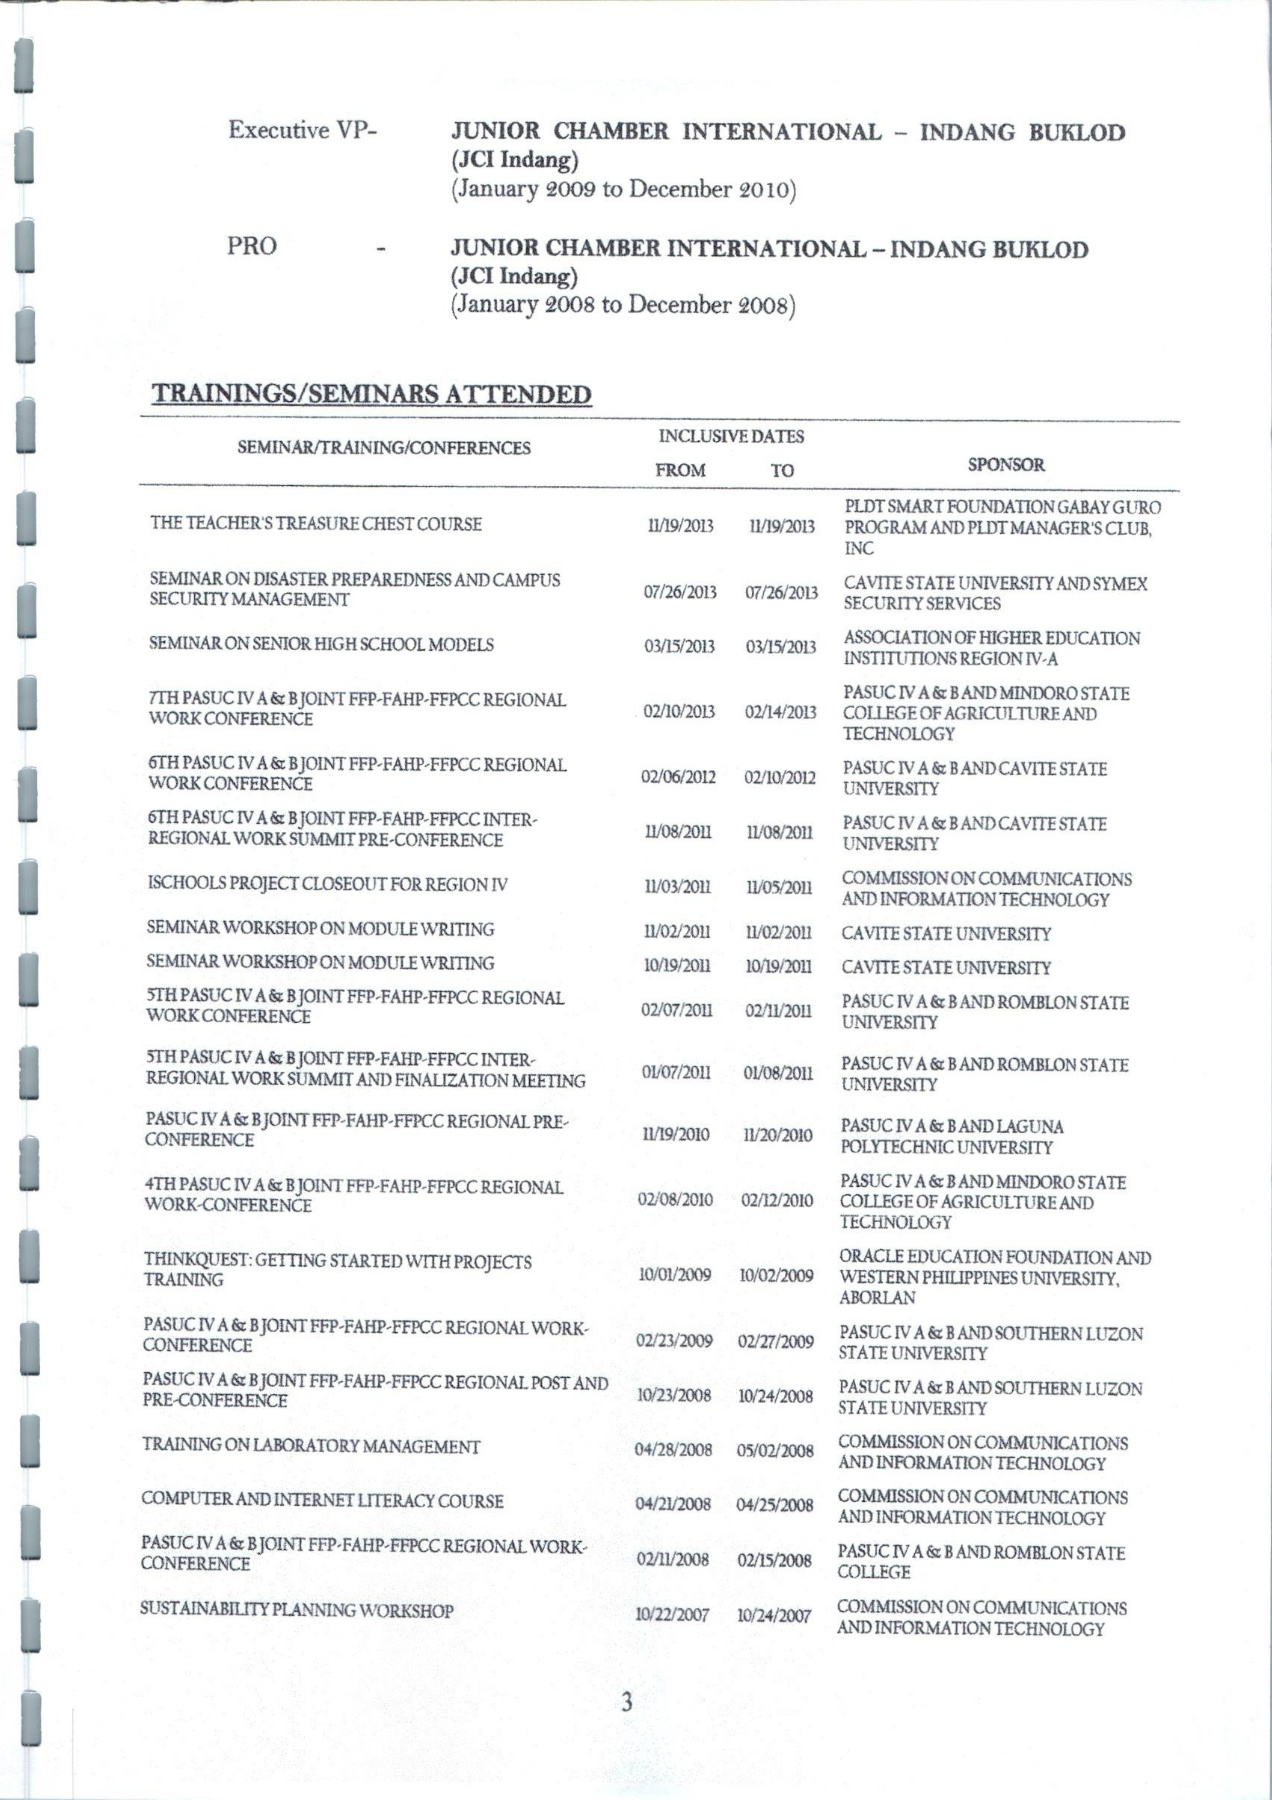 Executive VP- JUNIOR CHAMBER INTERNATIONAL – INDANG BUKLOD
(JCI Indang)
(January 2009 to December 2010)
PRO - JUNIOR CHAMBER INTERNATIONAL – INDANG BUKLOD
(JCI Indang)
(January 2008 to December 2008)
TRAININGS/SEMINARS ATTENDED
SEMINAR/TRAINING/CONFERENCES
INCLUSIVE DATES
FROM TO
SPONSOR
THE TEACHER'S TREASURE CHEST COURSE 11/19/2013 11/19/2013
PLDT SMART FOUNDATION GABAY GURO
PROGRAM AND PLDT MANAGER'S CLUB,
INC
SEMINAR ON DISASTER PREPAREDNESS AND CAMPUS
SECURITY MANAGEMENT
07/26/2013 07/26/2013
CAVITE STATE UNIVERSITY AND SYMEX
SECURITY SERVICES
SEMINAR ON SENIOR HIGH SCHOOL MODELS 03/15/2013 03/15/2013
ASSOCIATION OF HIGHER EDUCATION
INSTITUTIONS REGION IV-A
7TH PASUC IV A & B JOINT FFP-FAHP-FFPCC REGIONAL
WORK CONFERENCE
02/10/2013 02/14/2013
PASUC IV A & B AND MINDORO STATE
COLLEGE OF AGRICULTURE AND
TECHNOLOGY
6TH PASUC IV A & B JOINT FFP-FAHP-FFPCC REGIONAL
WORK CONFERENCE
02/06/2012 02/10/2012
PASUC IV A & B AND CAVITE STATE
UNIVERSITY
6TH PASUC IV A & B JOINT FFP-FAHP-FFPCC INTER-
REGIONAL WORK SUMMIT PRE-CONFERENCE
11/08/2011 11/08/2011
PASUC IV A & B AND CAVITE STATE
UNIVERSITY
ISCHOOLS PROJECT CLOSEOUT FOR REGION IV 11/03/2011 11/05/2011
COMMISSION ON COMMUNICATIONS
AND INFORMATION TECHNOLOGY
SEMINAR WORKSHOP ON MODULE WRITING 11/02/2011 11/02/2011 CAVITE STATE UNIVERSITY
SEMINAR WORKSHOP ON MODULE WRITING 10/19/2011 10/19/2011 CAVITE STATE UNIVERSITY
5TH PASUC IV A & B JOINT FFP-FAHP-FFPCC REGIONAL
WORK CONFERENCE
02/07/2011 02/11/2011
PASUC IV A & B AND ROMBLON STATE
UNIVERSITY
5TH PASUC IV A & B JOINT FFP-FAHP-FFPCC INTER-
REGIONAL WORK SUMMIT AND FINALIZATION MEETING
01/07/2011 01/08/2011
PASUC IV A & B AND ROMBLON STATE
UNIVERSITY
PASUC IV A & B JOINT FFP-FAHP-FFPCC REGIONAL PRE-
CONFERENCE
11/19/2010 11/20/2010
PASUC IV A & B AND LAGUNA
POLYTECHNIC UNIVERSITY
4TH PASUC IV A & B JOINT FFP-FAHP-FFPCC REGIONAL
WORK-CONFERENCE
02/08/2010 02/12/2010
PASUC IV A & B AND MINDORO STATE
COLLEGE OF AGRICULTURE AND
TECHNOLOGY
THINKQUEST: GETTING STARTED WITH PROJECTS
TRAINING
10/01/2009 10/02/2009
ORACLE EDUCATION FOUNDATION AND
WESTERN PHILIPPINES UNIVERSITY,
ABORLAN
PASUC IV A & B JOINT FFP-FAHP-FFPCC REGIONAL WORK-
CONFERENCE
02/23/2009 02/27/2009
PASUC IV A & B AND SOUTHERN LUZON
STATE UNIVERSITY
PASUC IV A & B JOINT FFP-FAHP-FFPCC REGIONAL POST AND
PRE-CONFERENCE
10/23/2008 10/24/2008
PASUC IV A & B AND SOUTHERN LUZON
STATE UNIVERSITY
TRAINING ON LABORATORY MANAGEMENT 04/28/2008 05/02/2008
COMMISSION ON COMMUNICATIONS
AND INFORMATION TECHNOLOGY
COMPUTER AND INTERNET LITERACY COURSE 04/21/2008 04/25/2008
COMMISSION ON COMMUNICATIONS
AND INFORMATION TECHNOLOGY
PASUC IV A & B JOINT FFP-FAHP-FFPCC REGIONAL WORK-
CONFERENCE
02/11/2008 02/15/2008
PASUC IV A & B AND ROMBLON STATE
COLLEGE
SUSTAINABILITY PLANNING WORKSHOP 10/22/2007 10/24/2007
COMMISSION ON COMMUNICATIONS
AND INFORMATION TECHNOLOGY
3